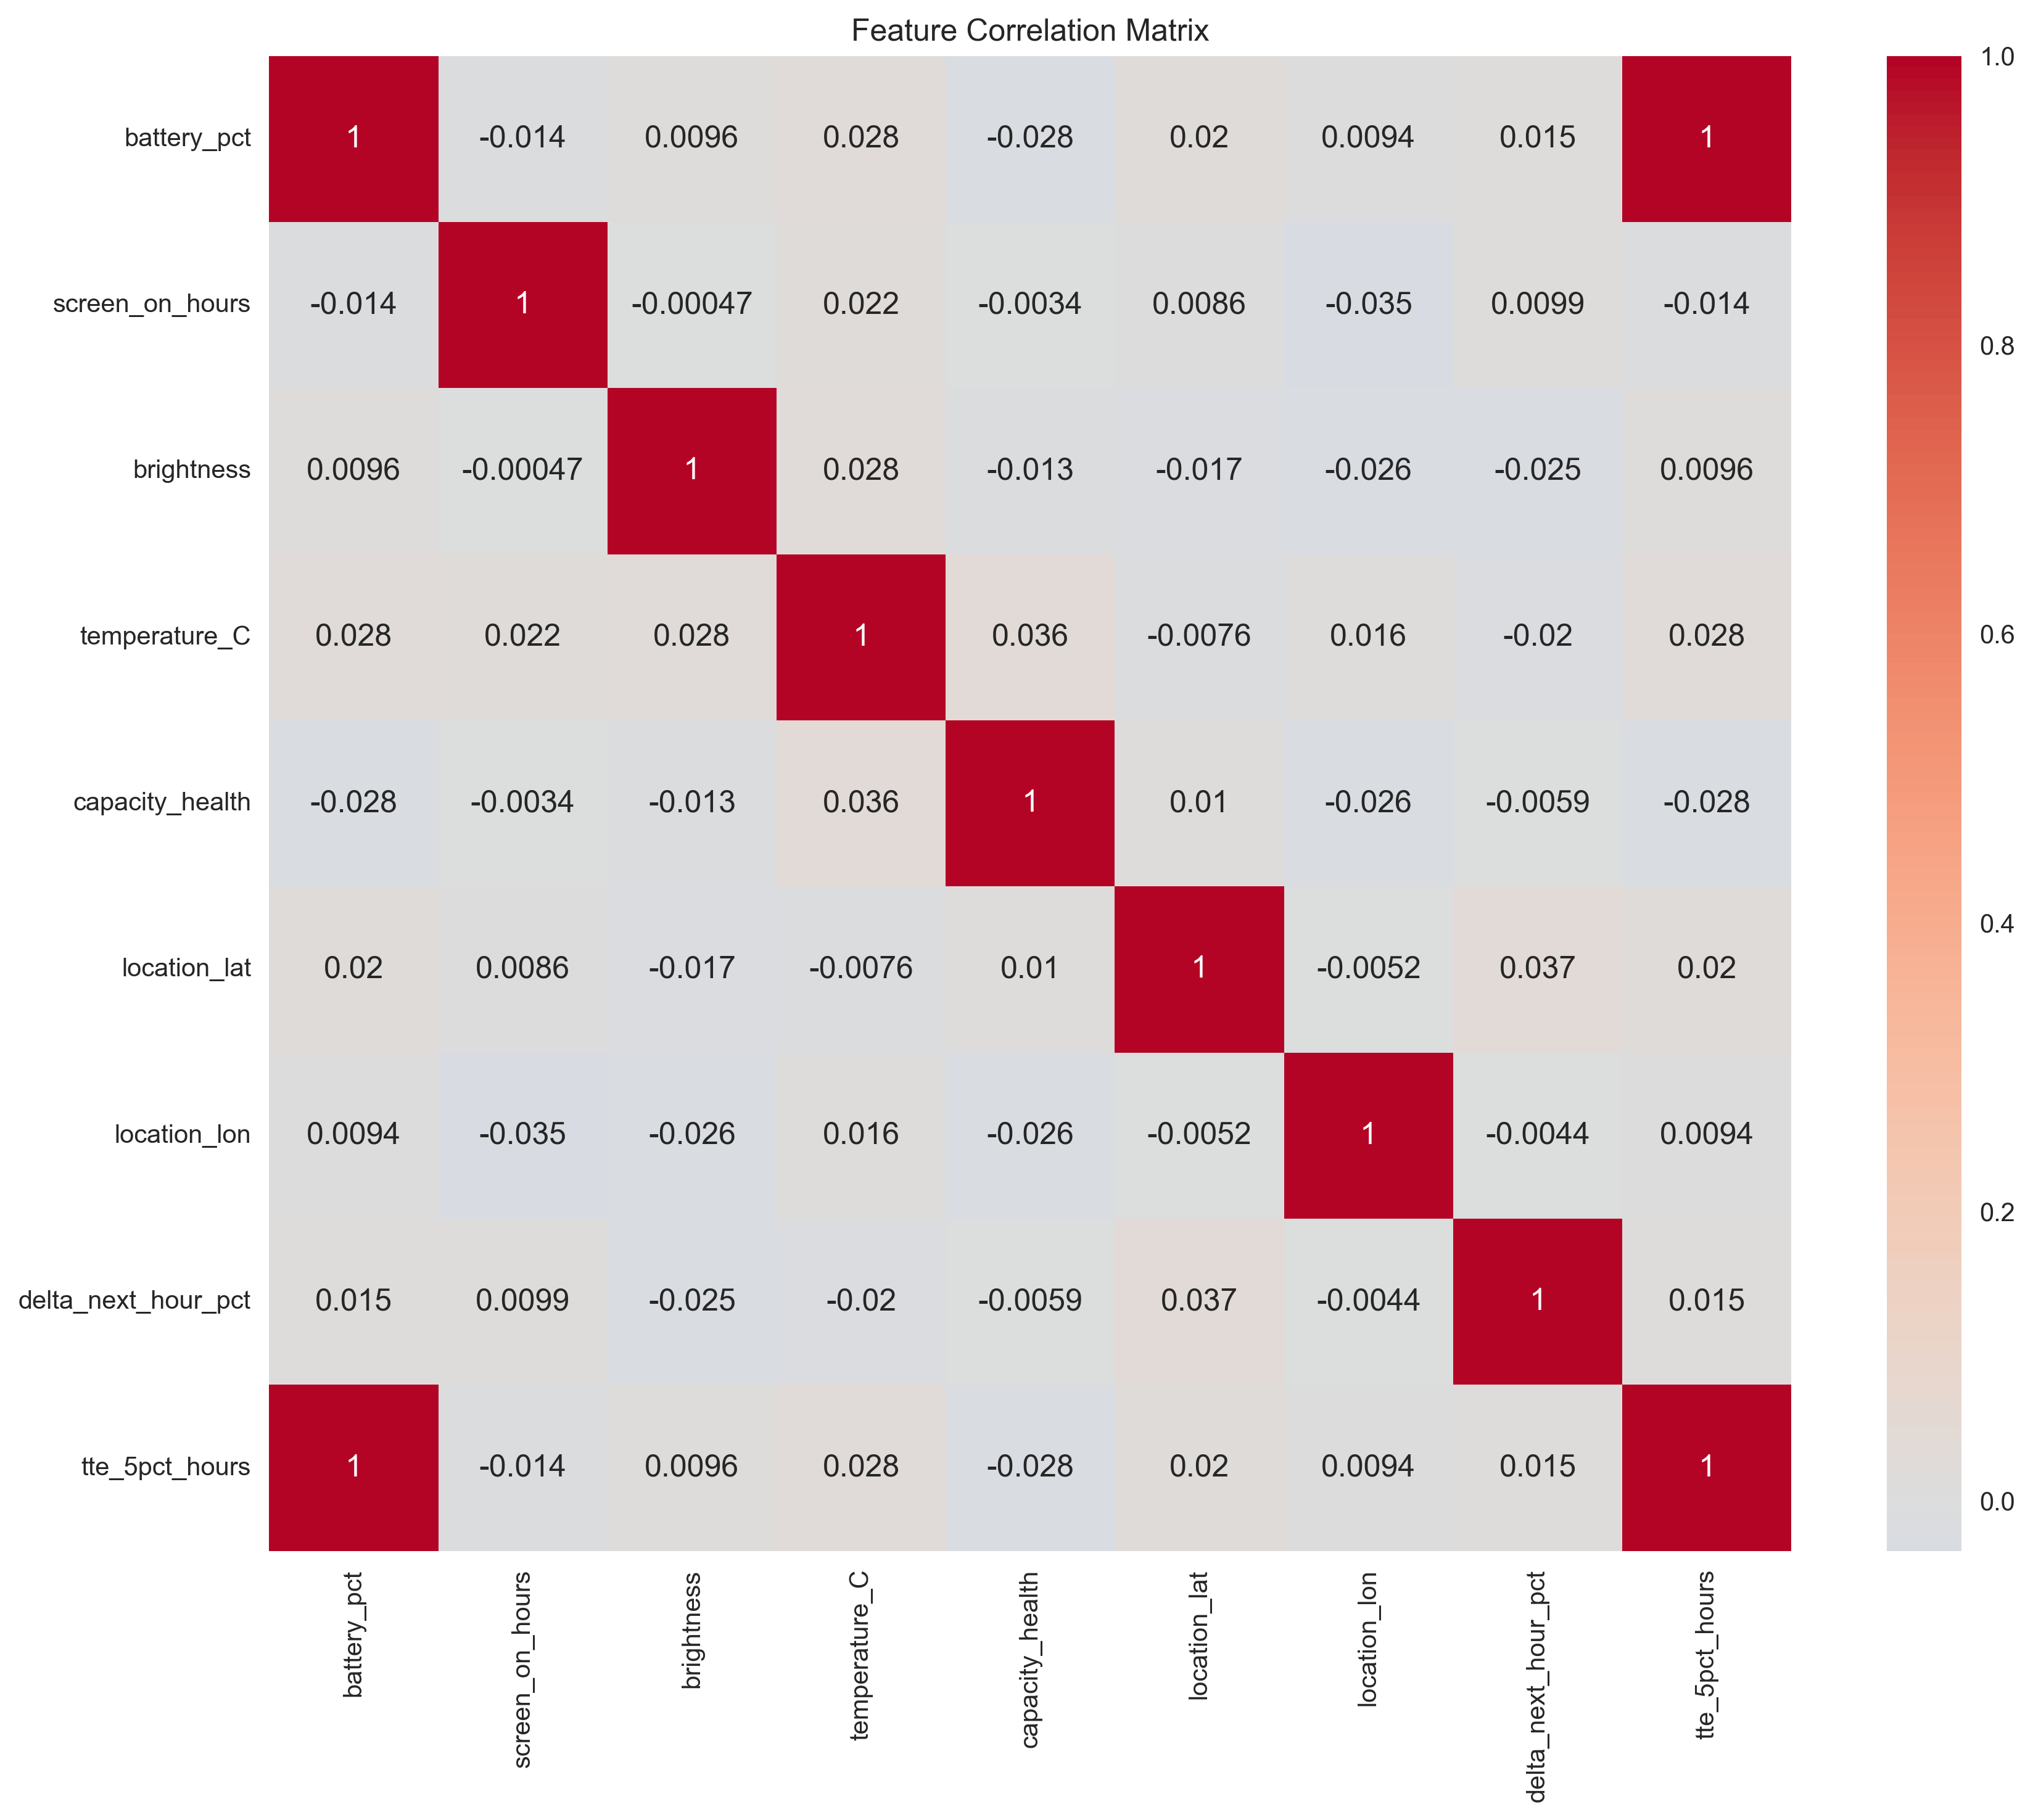 Feature Correlation Matrix
battery_pct 1 -0.014 0.0096 0.028 -0.028 0.02 0.0094 0.015 1
screen_on_hours -0.014 1 -0.00047 0.022 -0.0034 0.0086 -0.035 0.0099 -0.014
brightness 0.0096 -0.00047 1 0.028 -0.013 -0.017 -0.026 -0.025 0.0096
temperature_C 0.028 0.022 0.028 1 0.036 -0.0076 0.016 -0.02 0.028
capacity_health -0.028 -0.0034 -0.013 0.036 1 0.01 -0.026 -0.0059 -0.028
location_lat 0.02 0.0086 -0.017 -0.0076 0.01 1 -0.0052 0.037 0.02
location_lon 0.0094 -0.035 -0.026 0.016 -0.026 -0.0052 1 -0.0044 0.0094
delta_next_hour_pct 0.015 0.0099 -0.025 -0.02 -0.0059 0.037 -0.0044 1 0.015
tte_5pct_hours 1 -0.014 0.0096 0.028 -0.028 0.02 0.0094 0.015 1
battery_pct
screen_on_hours
brightness
temperature_C
capacity_health
location_lat
location_lon
delta_next_hour_pct
tte_5pct_hours
1.0
0.8
0.6
0.4
0.2
0.0